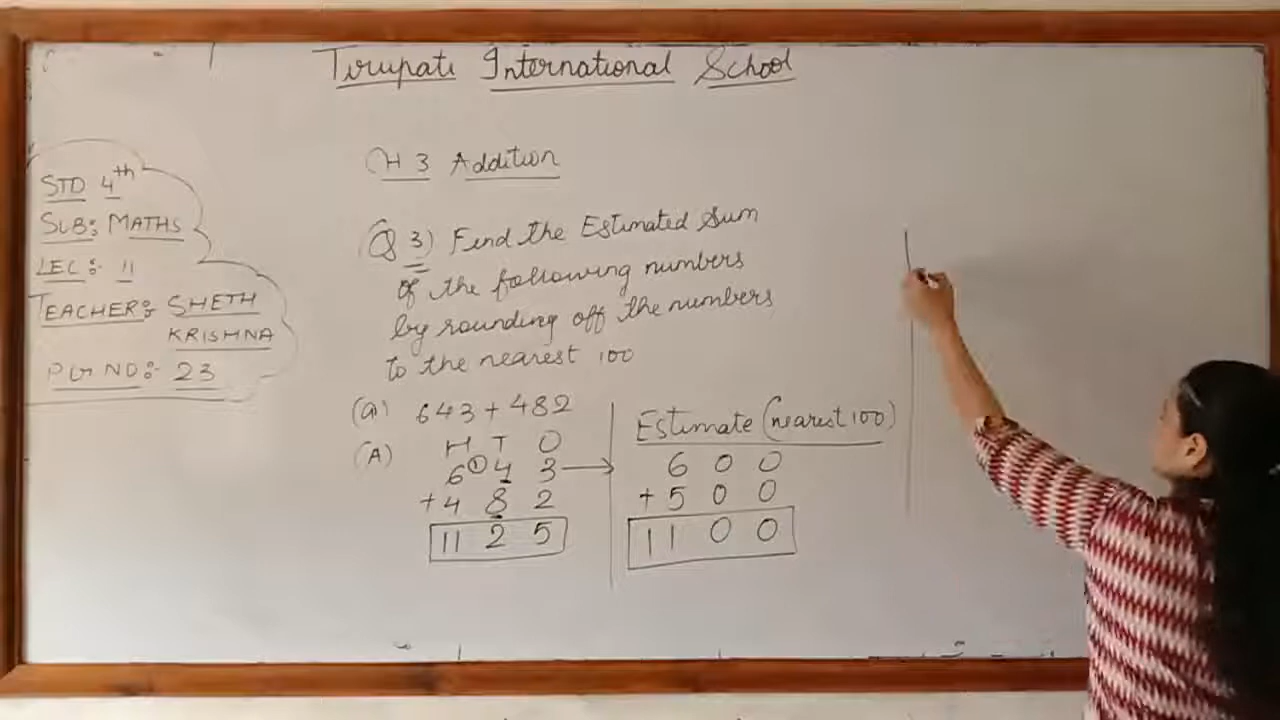 Tirupati International School
STD 4th
SUB: MATHS
LEC: 11
TEACHER: SHETH
KRISHNA
NO: 23
CH 3 Addition
Q 3) Find the Estimated Sum
of the following numbers
by rounding off the numbers
to the nearest 100
(a) 643 + 482
(A) H T O
6 ① 4 3 →
+ 4 8 2
11 2 5
Estimate (nearest 100)
6 0 0
+ 5 0 0
11 0 0